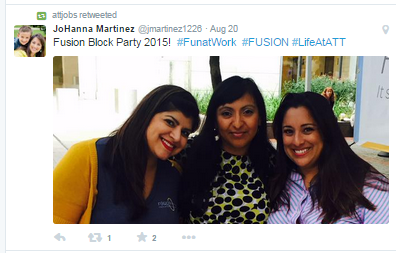 attjobs retweeted
JoHanna Martinez @jmartinez1226 · Aug 20
Fusion Block Party 2015! #FunatWork #FUSION #LifeAtATT
1 2